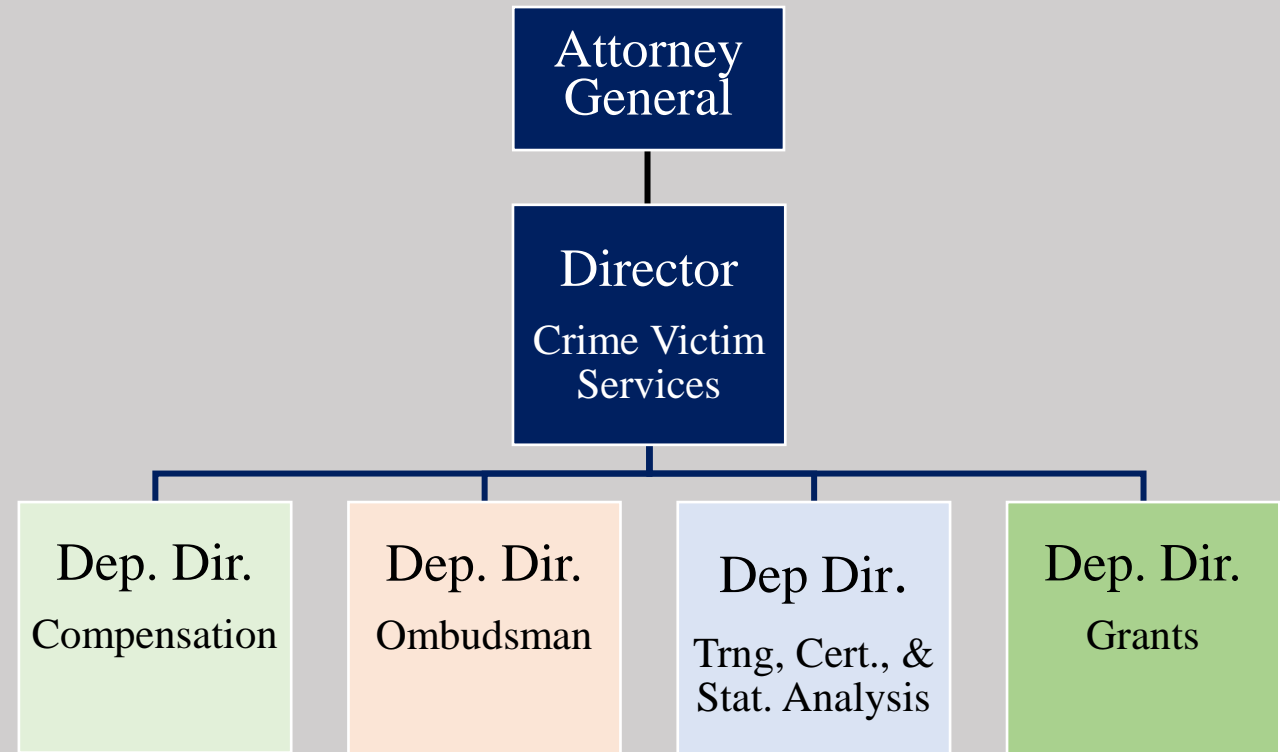 Attorney
General
Director
Crime Victim
Services
Dep. Dir.
Compensation
Dep. Dir.
Ombudsman
Dep Dir.
Trng, Cert., &
Stat. Analysis
Dep. Dir.
Grants